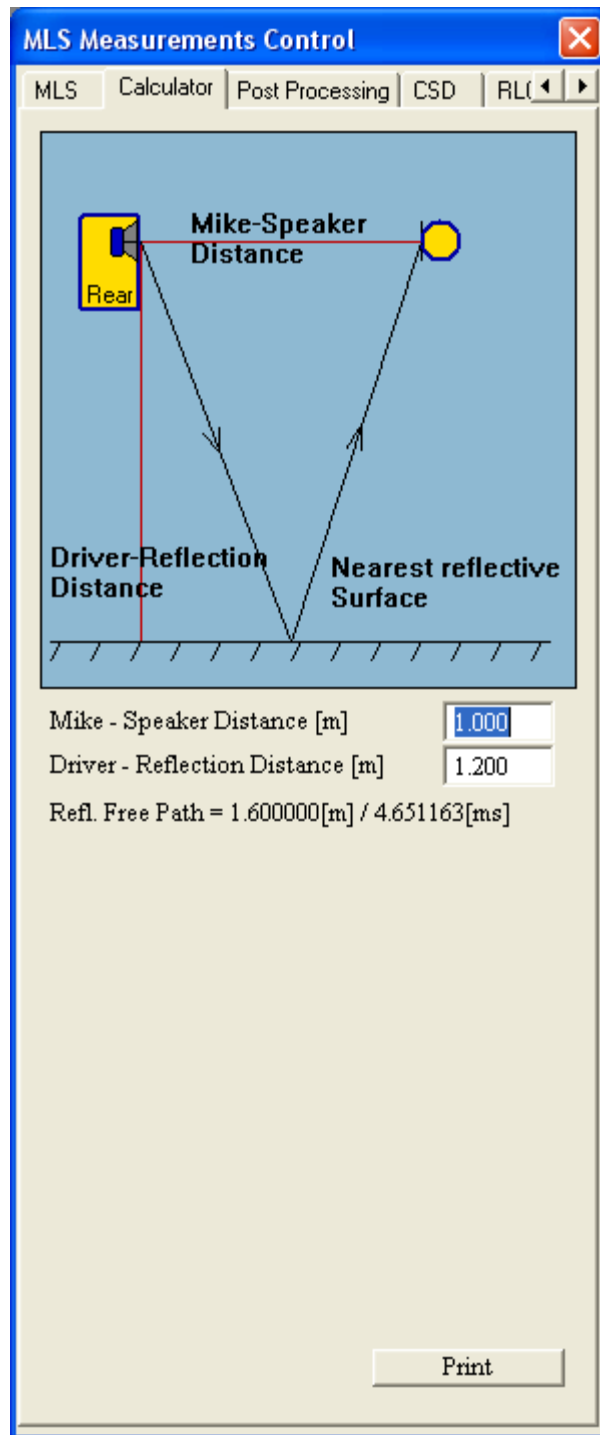 MLS Measurements Control
MLS Calculator Post Processing CSD RL
Mike-Speaker
Distance
Rear
Driver-Reflection
Distance
Nearest reflective
Surface
Mike - Speaker Distance [m] 1.000
Driver - Reflection Distance [m] 1.200
Refl. Free Path = 1.600000[m] / 4.651163[ms]
Print